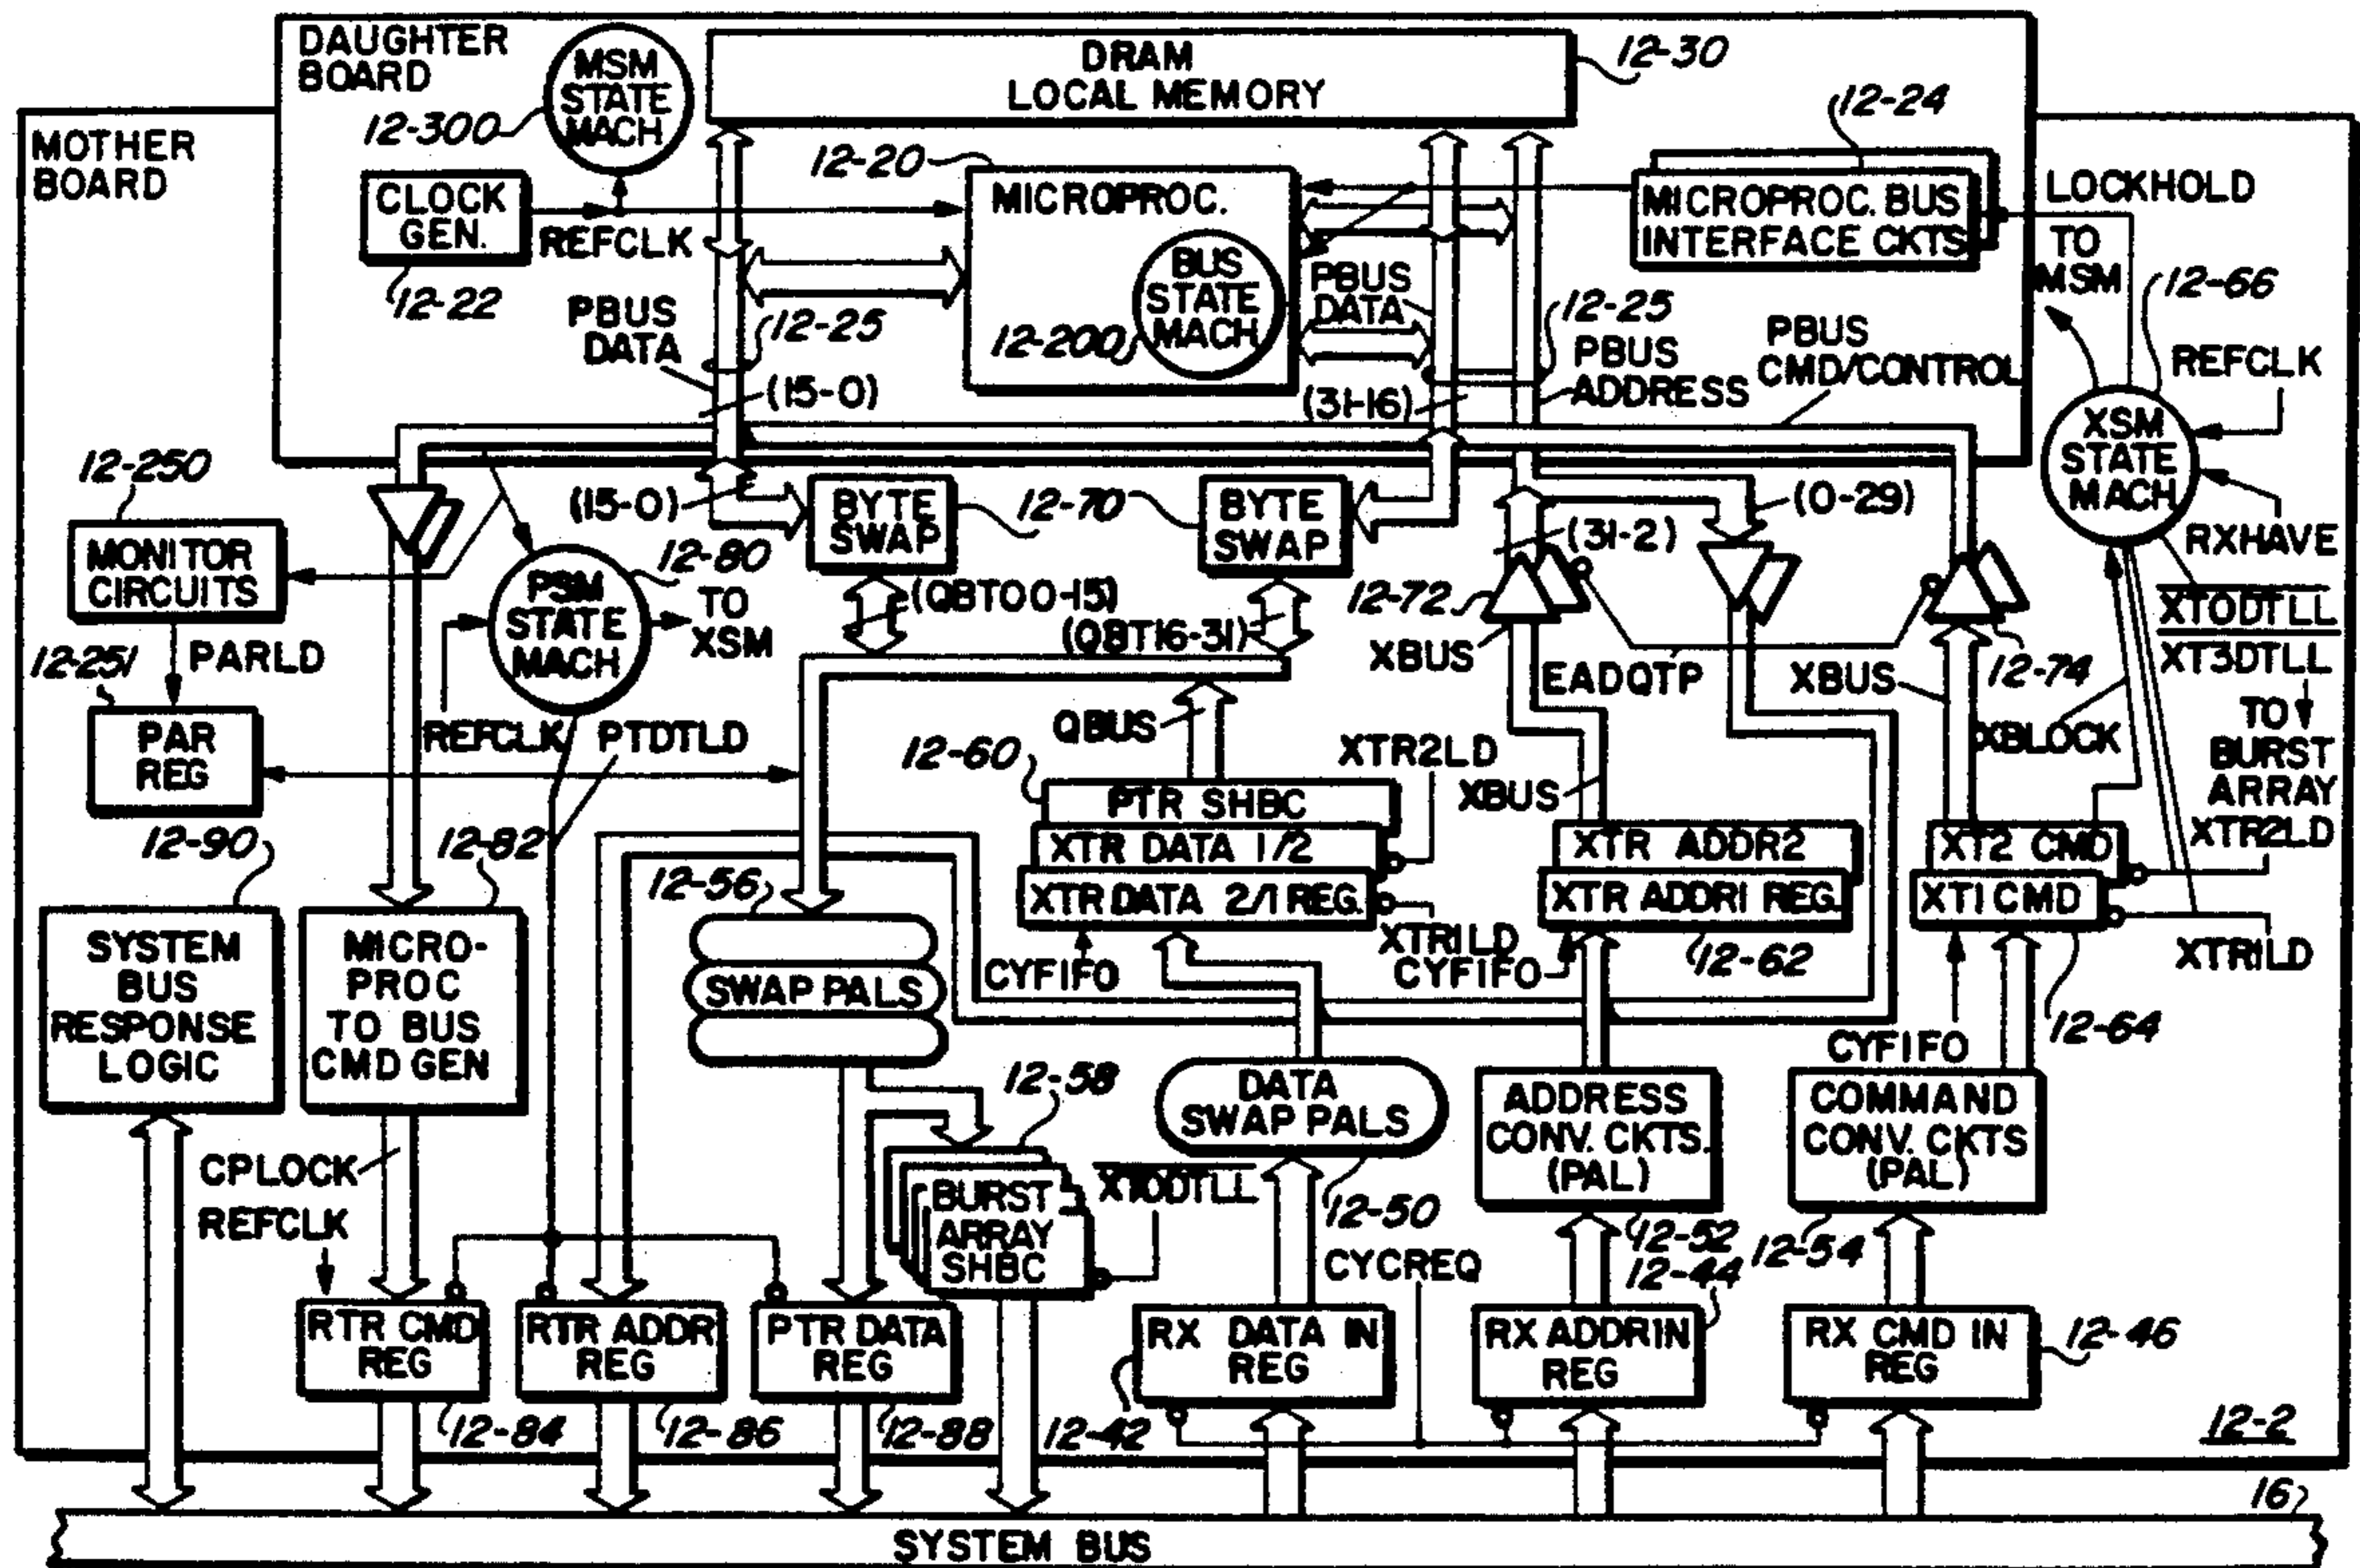 DAUGHTER
BOARD
MSM
STATE
MACH
12-300
DRAM
LOCAL MEMORY
12-30
12-24
MOTHER
BOARD
CLOCK
GEN.
12-22
REFCLK
12-20
MICROPROC.
BUS
STATE
MACH
12-200
MICROPROC. BUS
INTERFACE CKTS
LOCKHOLD
TO
MSM
12-66
PBUS
DATA
12-25
(15-0)
PBUS
DATA
(31-16)
12-25
PBUS
ADDRESS
PBUS
CMD/CONTROL
REFCLK
XSM
STATE
MACH
RXHAVE
12-250
MONITOR
CIRCUITS
PARLD
12-251
PAR
REG
(15-0)
BYTE
SWAP
12-70
BYTE
SWAP
(0-29)
(31-2)
12-80
PSM
STATE
MACH
TO
XSM
REFCLK
PTDTLD
(QBT00-15)
(QBT16-31)
12-72
XBUS
EADQTP
XBUS
12-74
XT0DTLL
XT3DTLL
TO
BURST
ARRAY
XTR2LD
XBLOCK
QBUS
12-60
XTR2LD
XBUS
PTR SHBC
XTR DATA 1/2
XTR DATA 2/1 REG.
XTR ADDR2
XTR ADDR1 REG.
XT2 CMD
XT1 CMD
12-90
12-82
12-56
SYSTEM
BUS
RESPONSE
LOGIC
MICRO-
PROC
TO BUS
CMD GEN
SWAP PALS
CYFIFO
XTR1LD
CYFIFO
12-62
XTR1LD
12-64
CYFIFO
12-58
DATA
SWAP PALS
ADDRESS
CONV. CKTS.
(PAL)
COMMAND
CONV. CKTS
(PAL)
CPLOCK
REFCLK
BURST
ARRAY
SHBC
XT0DTLL
12-50
CYCREQ
12-52
12-44
12-54
RTR CMD
REG
RTR ADDR
REG
PTR DATA
REG
RX DATA IN
REG
RX ADDR IN
REG
RX CMD IN
REG
12-46
12-84
12-86
12-88
12-42
12-2
16
SYSTEM BUS